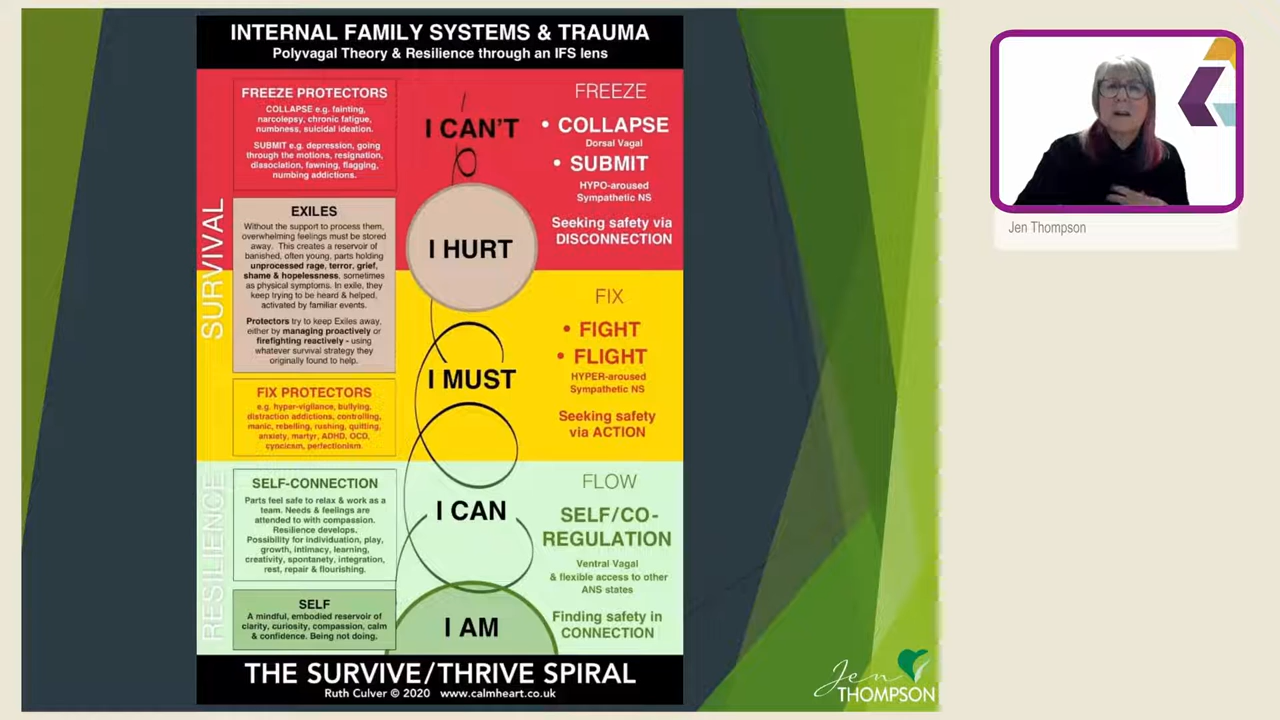 INTERNAL FAMILY SYSTEMS & TRAUMA
Polyvagal Theory & Resilience through an IFS lens
SURVIVAL
FREEZE PROTECTORS
COLLAPSE e.g. fainting,
narcolepsy, chronic fatigue,
numbness, suicidal ideation.
SUBMIT e.g. depression, going
through the motions, resignation,
dissociation, fawning, flagging,
numbing addictions.
I CAN'T
FREEZE
• COLLAPSE
Dorsal Vagal
• SUBMIT
HYPO-aroused
Sympathetic NS
Seeking safety via
DISCONNECTION
EXILES
Without the support to process them,
overwhelming feelings must be stored
away. This creates a reservoir of
banished, often young, parts holding
unprocessed rage, terror, grief,
shame & hopelessness, sometimes
as physical symptoms. In exile, they
keep trying to be heard & helped,
activated by familiar events.
Protectors try to keep Exiles away,
either by managing proactively or
firefighting reactively - using
whatever survival strategy they
originally found to help.
I HURT
FIX
• FIGHT
• FLIGHT
HYPER-aroused
Sympathetic NS
Seeking safety
via ACTION
I MUST
FIX PROTECTORS
e.g. hyper-vigilance, bullying,
distraction addictions, controlling,
manic, rebelling, rushing, quitting,
anxiety, martyr, ADHD, OCD,
cynicism, perfectionism.
RESILIENCE
SELF-CONNECTION
Parts feel safe to relax & work as a
team. Needs & feelings are
attended to with compassion.
Resilience develops.
Possibility for individuation, play,
growth, intimacy, learning,
creativity, spontanety, integration,
rest, repair & flourishing.
I CAN
FLOW
SELF/CO-
REGULATION
Ventral Vagal
& flexible access to other
ANS states
Finding safety in
CONNECTION
SELF
A mindful, embodied reservoir of
clarity, curiosity, compassion, calm
& confidence. Being not doing.
I AM
THE SURVIVE/THRIVE SPIRAL
Ruth Culver © 2020 www.calmheart.co.uk
Jen
THOMPSON
Jen Thompson